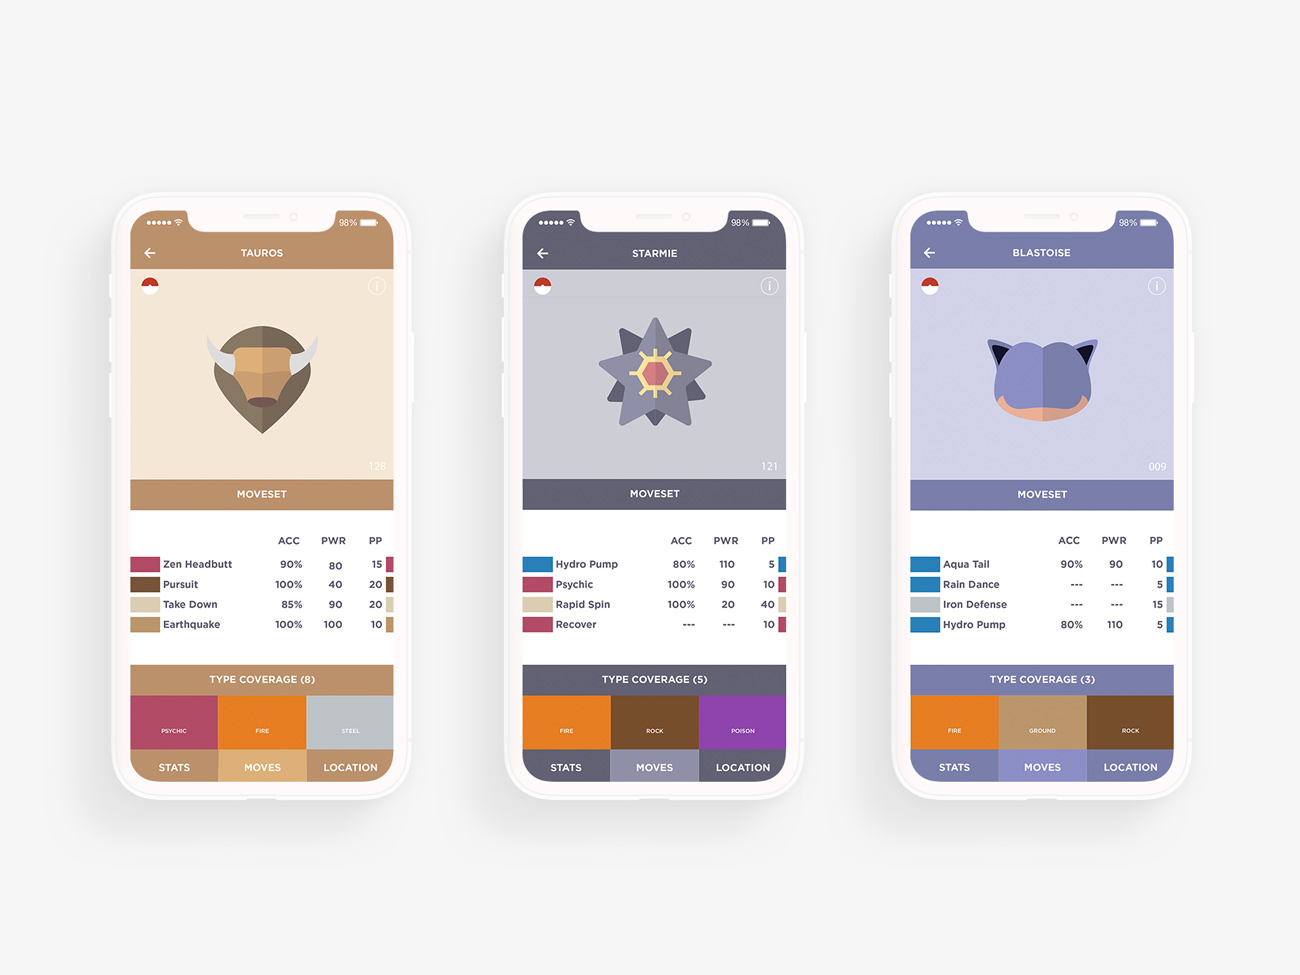 98%
TAUROS
i
128
MOVESET
ACC PWR PP
Zen Headbutt 90% 80 15
Pursuit 100% 40 20
Take Down 85% 90 20
Earthquake 100% 100 10
TYPE COVERAGE (8)
PSYCHIC FIRE STEEL
STATS MOVES LOCATION
98%
STARMIE
i
121
MOVESET
ACC PWR PP
Hydro Pump 80% 110 5
Psychic 100% 90 10
Rapid Spin 100% 20 40
Recover --- --- 10
TYPE COVERAGE (5)
FIRE ROCK POISON
STATS MOVES LOCATION
98%
BLASTOISE
i
009
MOVESET
ACC PWR PP
Aqua Tail 90% 90 10
Rain Dance --- --- 5
Iron Defense --- --- 15
Hydro Pump 80% 110 5
TYPE COVERAGE (3)
FIRE GROUND ROCK
STATS MOVES LOCATION